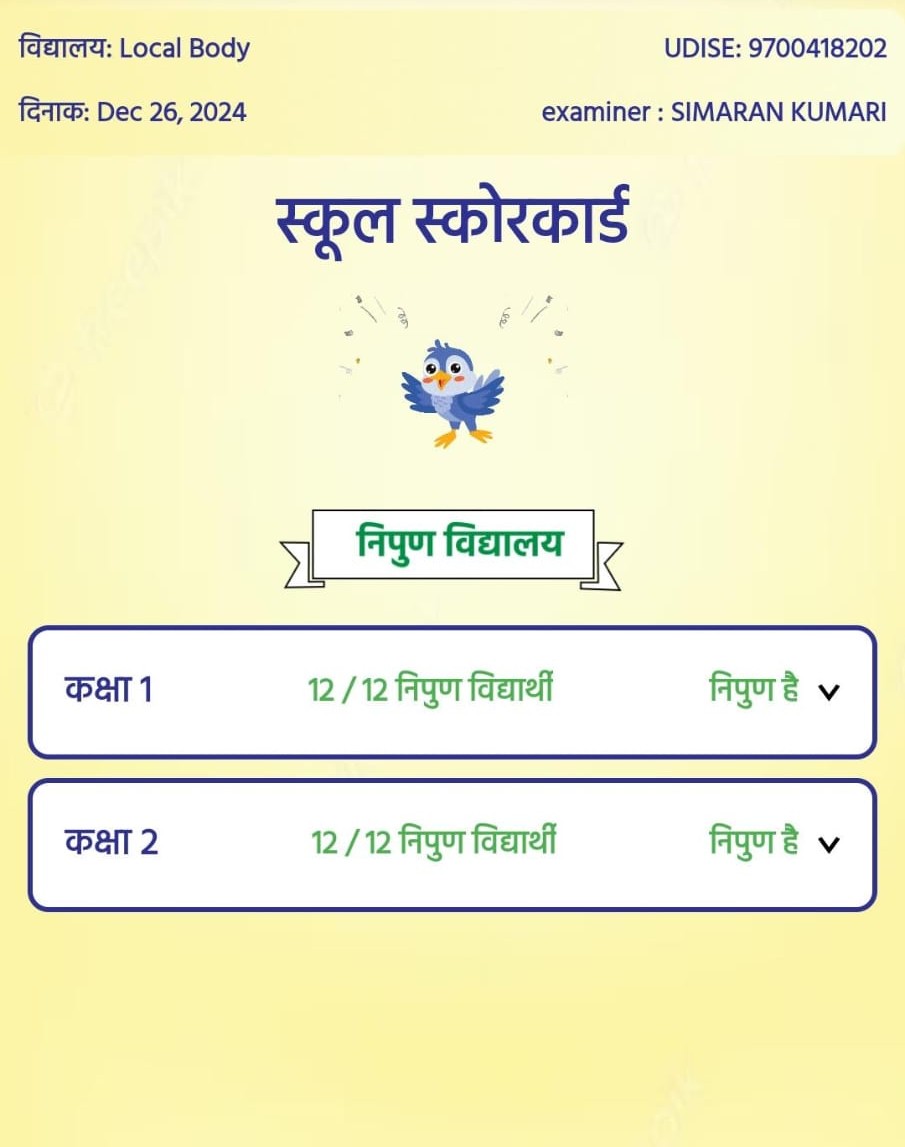 विद्यालय: Local Body UDISE: 9700418202
दिनाक: Dec 26, 2024 examiner : SIMARAN KUMARI
स्कूल स्कोरकार्ड
निपुण विद्यालय
कक्षा 1 12 / 12 निपुण विद्यार्थी निपुण है
कक्षा 2 12 / 12 निपुण विद्यार्थी निपुण है